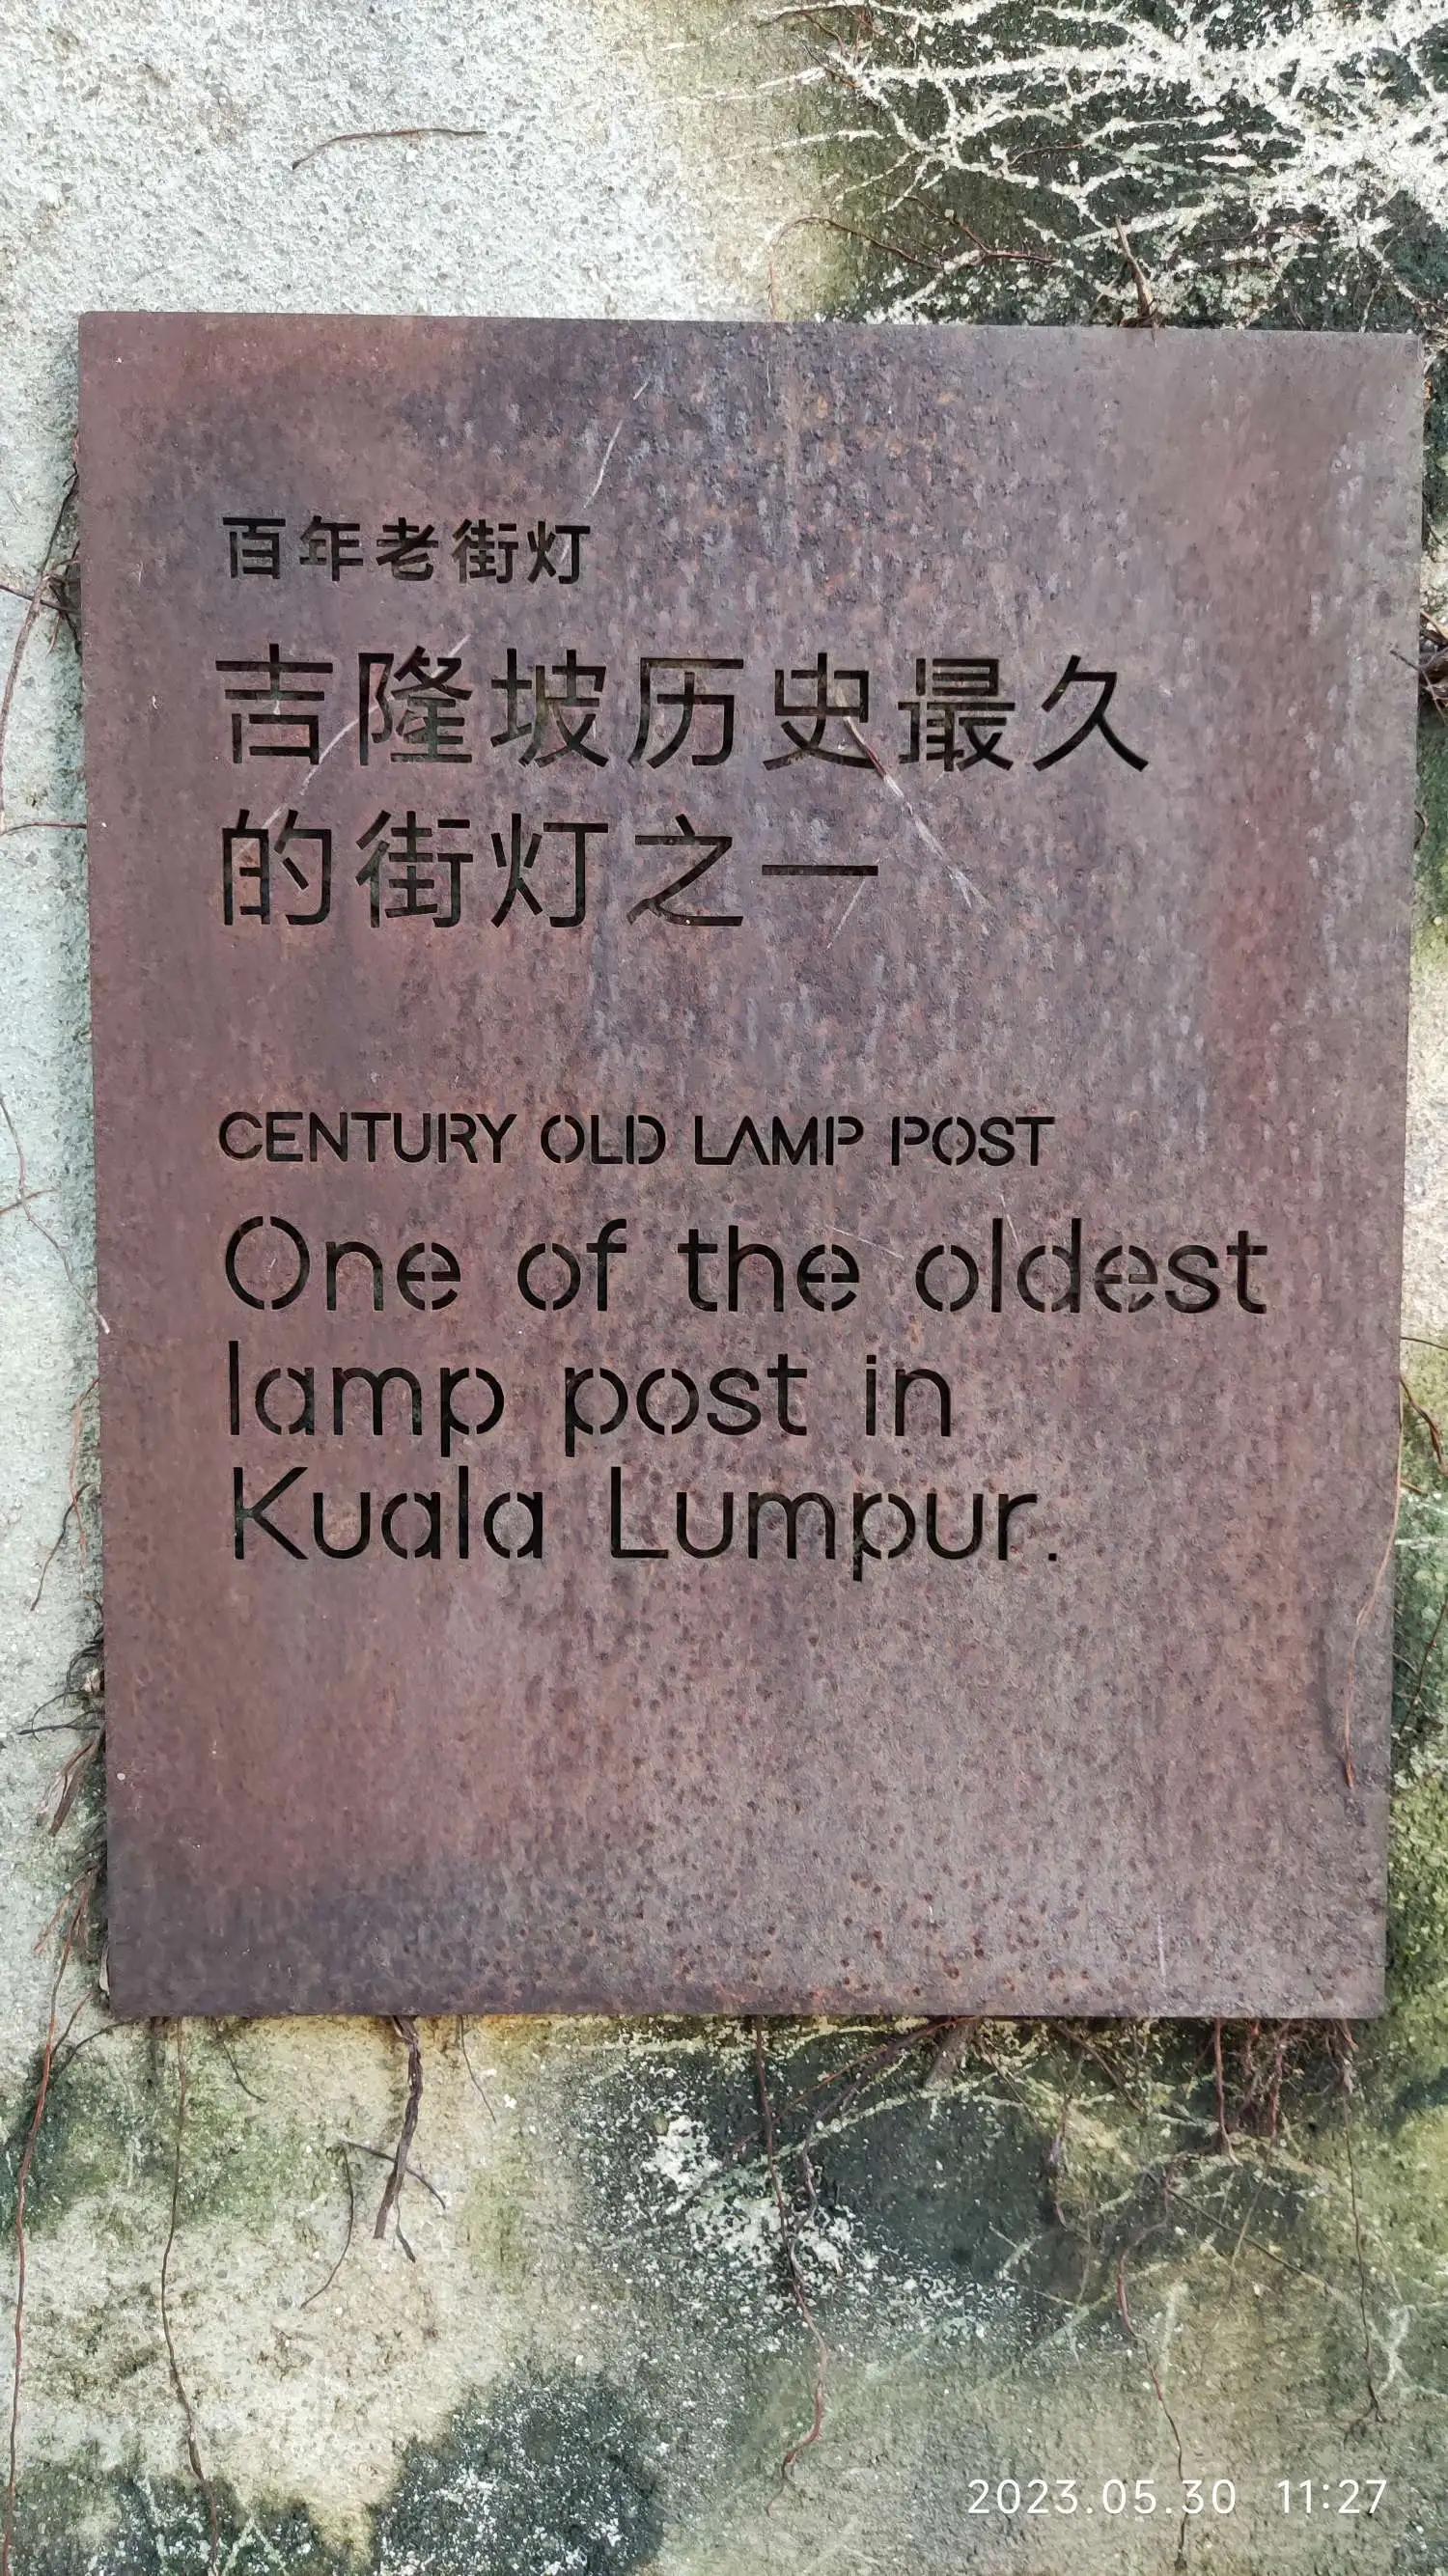 百年老街灯
吉隆坡历史最久
的街灯之一
CENTURY OLD LAMP POST
One of the oldest
lamp post in
Kuala Lumpur.
2023.05.30 11:27